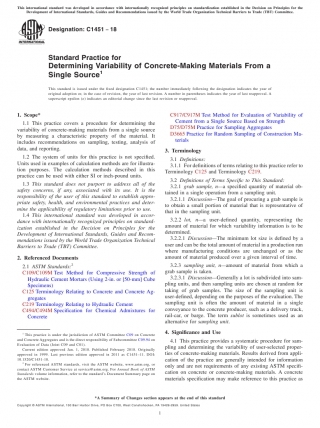 This international standard was developed in accordance with internationally recognized principles on standardization established in the Decision on Principles for the
Development of International Standards, Guides and Recommendations issued by the World Trade Organization Technical Barriers to Trade (TBT) Committee.
Designation: C1451 − 18
Standard Practice for
Determining Variability of Concrete-Making Materials From a
Single Source1
This standard is issued under the fixed designation C1451; the number immediately following the designation indicates the year of
original adoption or, in the case of revision, the year of last revision. A number in parentheses indicates the year of last reapproval. A
superscript epsilon (ε) indicates an editorial change since the last revision or reapproval.
1. Scope*
1.1 This practice covers a procedure for determining the
variability of concrete-making materials from a single source
by measuring a characteristic property of the material. It
includes recommendations on sampling, testing, analysis of
data, and reporting.
1.2 The system of units for this practice is not specified.
Units used in examples of calculation methods are for illustra-
tion purposes. The calculation methods described in this
practice can be used with either SI or inch-pound units.
1.3 This standard does not purport to address all of the
safety concerns, if any, associated with its use. It is the
responsibility of the user of this standard to establish appro-
priate safety, health, and environmental practices and deter-
mine the applicability of regulatory limitations prior to use.
1.4 This international standard was developed in accor-
dance with internationally recognized principles on standard-
ization established in the Decision on Principles for the
Development of International Standards, Guides and Recom-
mendations issued by the World Trade Organization Technical
Barriers to Trade (TBT) Committee.
2. Referenced Documents
2.1 ASTM Standards:2
C109/C109M Test Method for Compressive Strength of
Hydraulic Cement Mortars (Using 2-in. or [50-mm] Cube
Specimens)
C125 Terminology Relating to Concrete and Concrete Ag-
gregates
C219 Terminology Relating to Hydraulic Cement
C494/C494M Specification for Chemical Admixtures for
Concrete
1 This practice is under the jurisdiction of ASTM Committee C09 on Concrete
and Concrete Aggregates and is the direct responsibility of Subcommittee
Current edition approved Jan. 1, 2018. Published February 2018. Originally
approved in 1999. Last previous edition approved in 2011 as C1451–11, 2018.
2 For referenced ASTM standards, visit the ASTM website, www.astm.org, or
contact ASTM Customer Service at service@astm.org. For Annual Book of ASTM
Standards volume information, refer to the standard's Document Summary page on
the ASTM website.
C917/C917M Test Method for Evaluation of Variability of
Cement from a Single Source Based on Strength
D75/D75M Practice for Sampling Aggregates
D3665 Practice for Random Sampling of Construction Ma-
terials
3. Terminology
3.1 Definitions:
3.1.1 For definitions of terms relating to this practice refer to
Terminology C125 and Terminology C219.
3.2 Definitions of Terms Specific to This Standard:
3.2.1 grab sample, n—a specified quantity of material ob-
tained in a single operation from a sampling unit.
3.2.1.1 Discussion—The goal of procuring a grab sample is
to obtain a small portion of material that is representative of
that in the sampling unit.
3.2.2 lot, n—a user-defined quantity, representing the
amount of material for which variability information is to be
determined.
3.2.2.1 Discussion—The minimum lot size is defined by a
user and can be the total amount of material in a production run
where manufacturing conditions are unchanged or as the
amount of material produced over a given interval of time.
3.2.3 sampling unit, n—amount of material from which a
grab sample is taken.
3.2.3.1 Discussion—Generally a lot is subdivided into sam-
pling units, and then sampling units are chosen at random for
taking of grab samples. The size of the sampling unit is
user-defined, depending on the purposes of the evaluation. The
sampling unit is often the amount of material in a single
conveyance to the concrete producer, such as a delivery truck,
rail-car, or barge. The term sublot is sometimes used as an
alternative for sampling unit.
4. Significance and Use
4.1 This practice provides a systematic procedure for sam-
pling and determining the variability of user-selected proper-
ties of concrete-making materials. Results derived from appli-
cation of the practice are generally intended for information
only and are not requirements of any existing ASTM specifi-
cation on concrete or concrete-making materials. A concrete
materials specification may make reference to this practice as
*A Summary of Changes section appears at the end of this standard
Copyright © ASTM International, 100 Barr Harbor Drive, PO Box C700, West Conshohocken, PA 19428-2959. United States
1